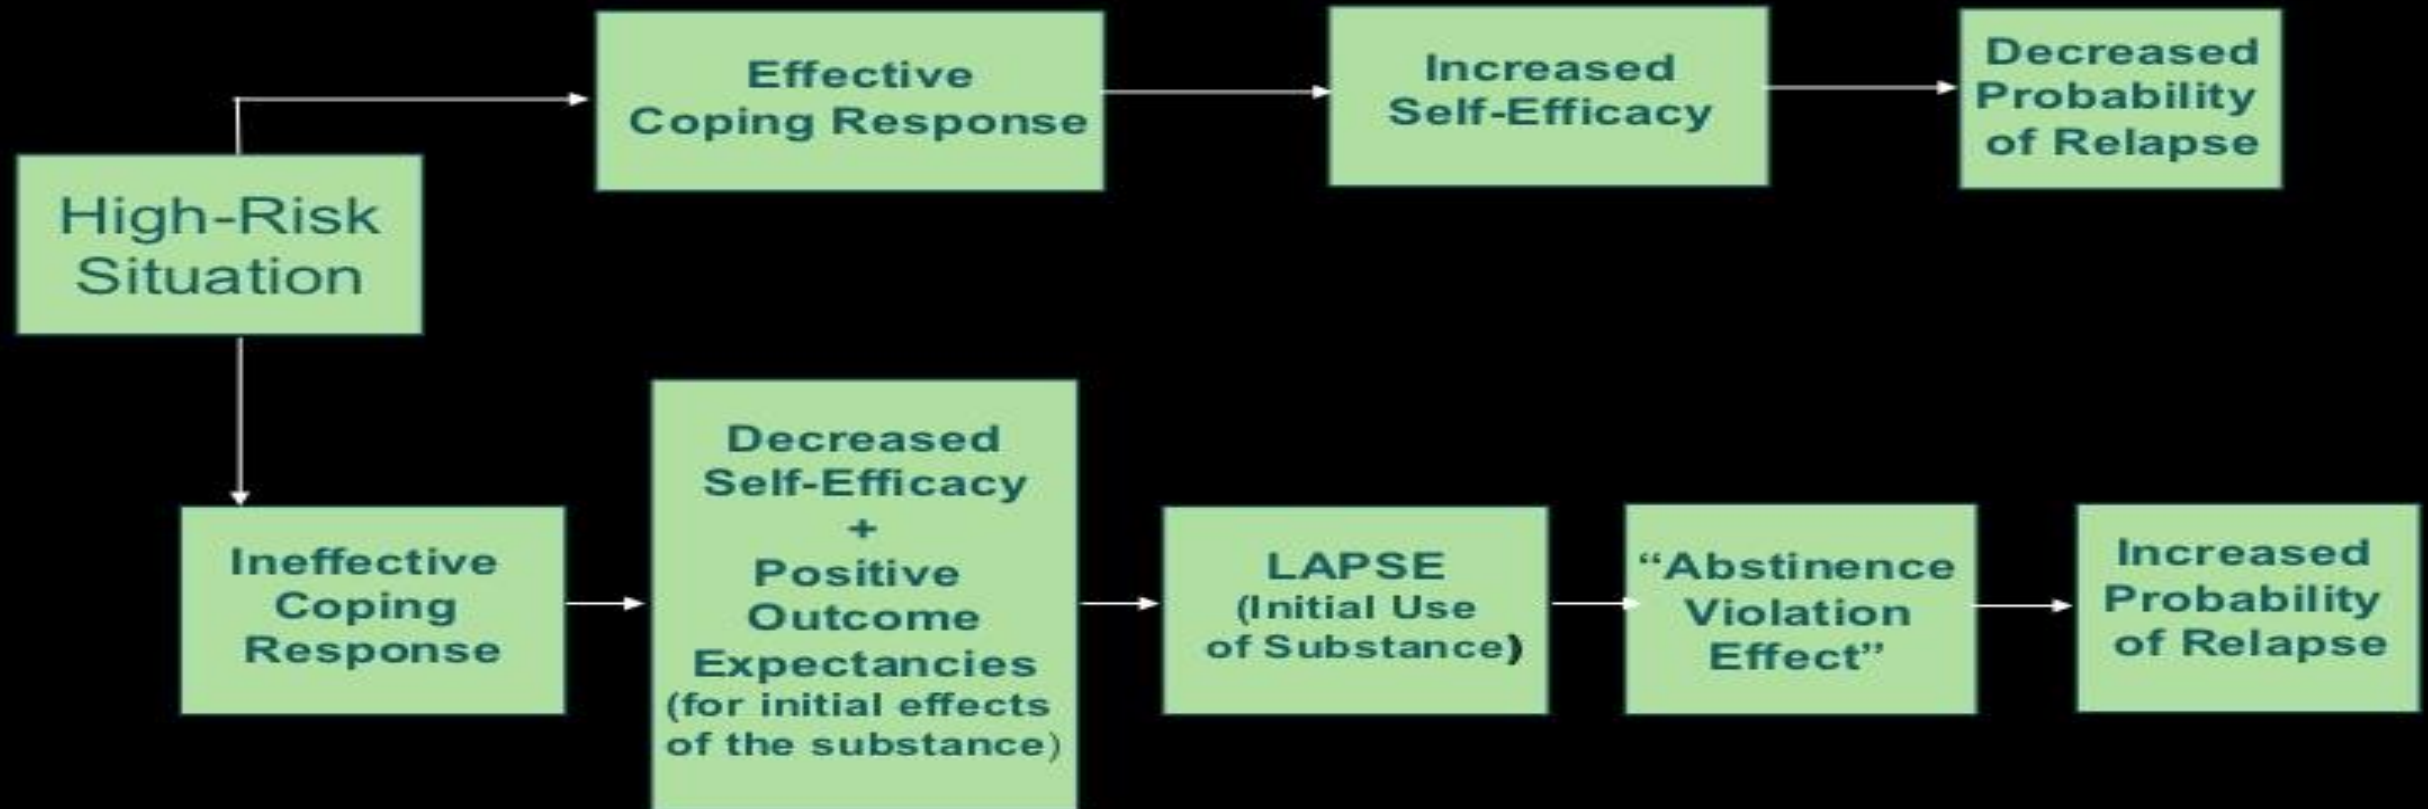 High-Risk
Situation
Effective
Coping Response
Increased
Self-Efficacy
Decreased
Probability
of Relapse
Ineffective
Coping
Response
Decreased
Self-Efficacy
+
Positive
Outcome
Expectancies
(for initial effects
of the substance)
LAPSE
(Initial Use
of Substance)
“Abstinence
Violation
Effect”
Increased
Probability
of Relapse